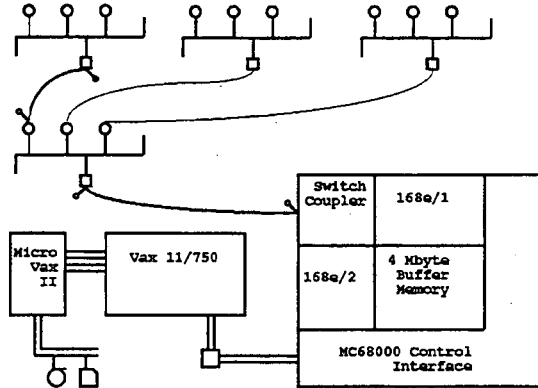 Switch
Coupler
168e/1
Micro
Vax
II
Vax 11/750
168e/2
4 Mbyte
Buffer
Memory
MC68000 Control
Interface